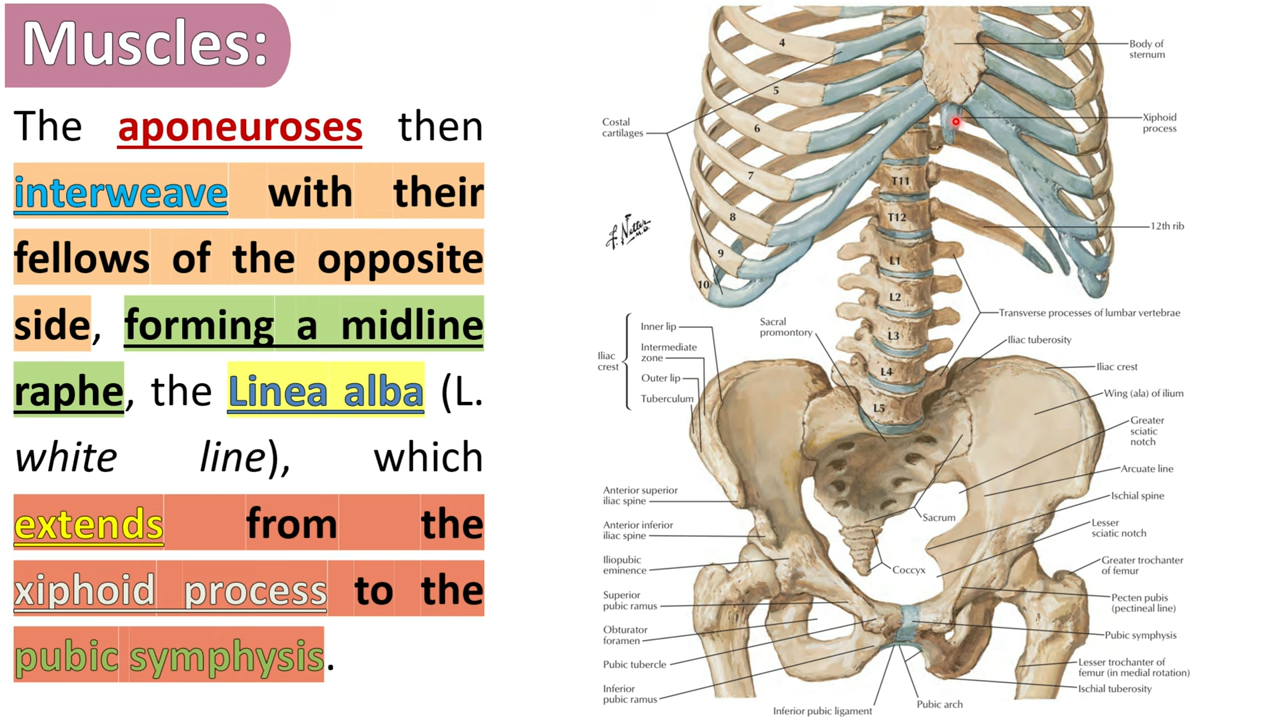 Muscles:
The aponeuroses then
interweave with their
fellows of the opposite
side, forming a midline
raphe, the Linea alba (L.
white line), which
extends from the
xiphoid process to the
pubic symphysis.
4
5
6
7
8
9
10
Costal
cartilages
Body of
sternum
Xiphoid
process
T11
T12
L1
L2
L3
L4
L5
12th rib
F. Netter
M.D.
Transverse processes of lumbar vertebrae
Iliac
crest
Inner lip
Intermediate
zone
Outer lip
Tuberculum
Sacral
promontory
Iliac tuberosity
Iliac crest
Wing (ala) of ilium
Greater
sciatic
notch
Arcuate line
Ischial spine
Lesser
sciatic notch
Greater trochanter
of femur
Pecten pubis
(pectineal line)
Pubic symphysis
Lesser trochanter of
femur (in medial rotation)
Ischial tuberosity
Anterior superior
iliac spine
Anterior inferior
iliac spine
Iliopubic
eminence
Superior
pubic ramus
Obturator
foramen
Pubic tubercle
Inferior
pubic ramus
Sacrum
Coccyx
Inferior pubic ligament
Pubic arch